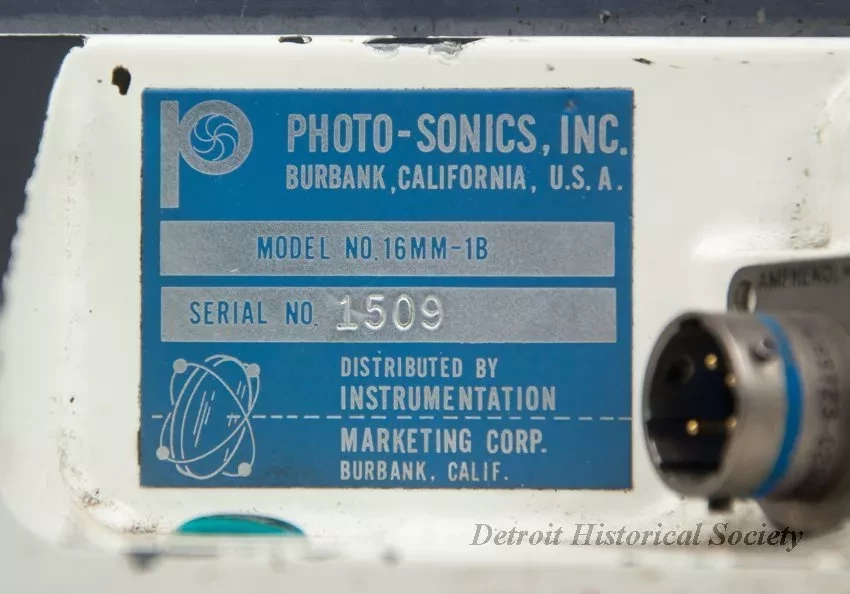 PHOTO-SONICS, INC.
BURBANK, CALIFORNIA, U.S.A.
MODEL NO. 16MM-1B
SERIAL NO. 1509
DISTRIBUTED BY
INSTRUMENTATION
MARKETING CORP.
BURBANK, CALIF.
Detroit Historical Society